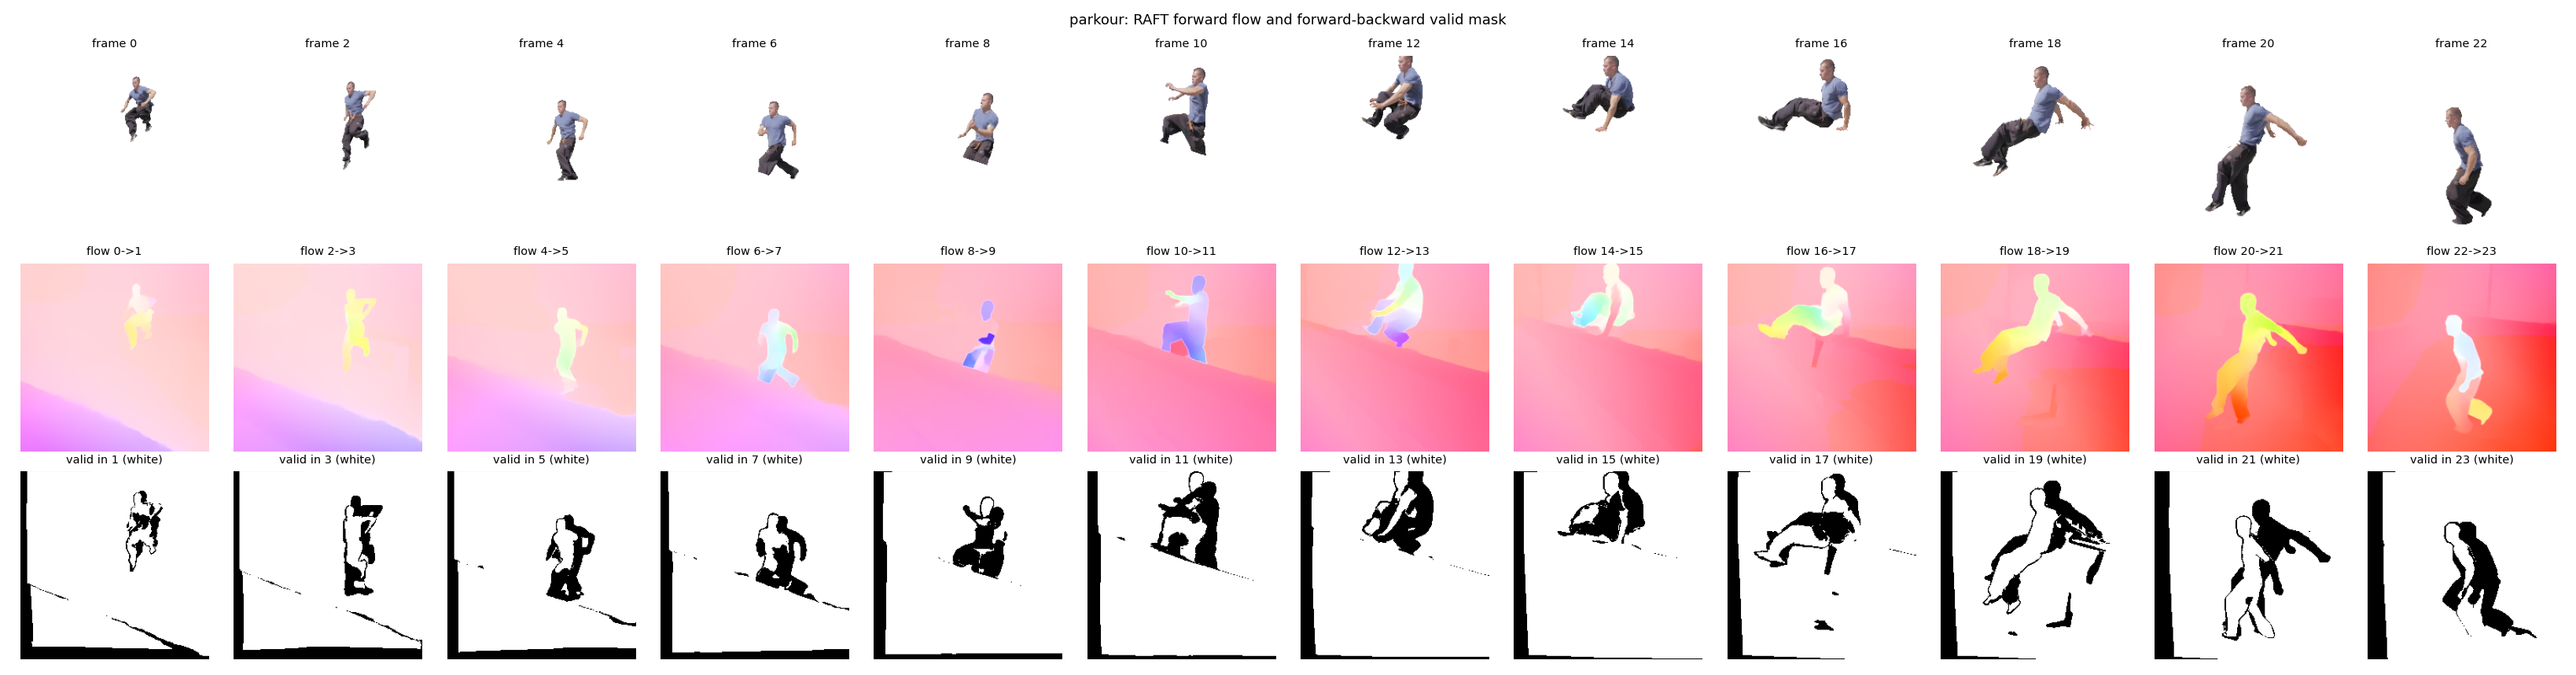 parkour: RAFT forward flow and forward-backward valid mask
frame 0 frame 2 frame 4 frame 6 frame 8 frame 10 frame 12 frame 14 frame 16 frame 18 frame 20 frame 22
flow 0->1 flow 2->3 flow 4->5 flow 6->7 flow 8->9 flow 10->11 flow 12->13 flow 14->15 flow 16->17 flow 18->19 flow 20->21 flow 22->23
valid in 1 (white) valid in 3 (white) valid in 5 (white) valid in 7 (white) valid in 9 (white) valid in 11 (white) valid in 13 (white) valid in 15 (white) valid in 17 (white) valid in 19 (white) valid in 21 (white) valid in 23 (white)